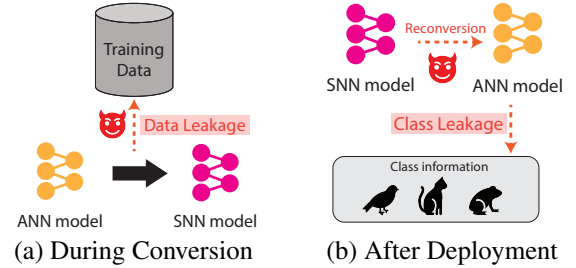 Training
Data
Data Leakage
ANN model
SNN model
(a) During Conversion
Reconversion
SNN model
ANN model
Class Leakage
Class information
(b) After Deployment